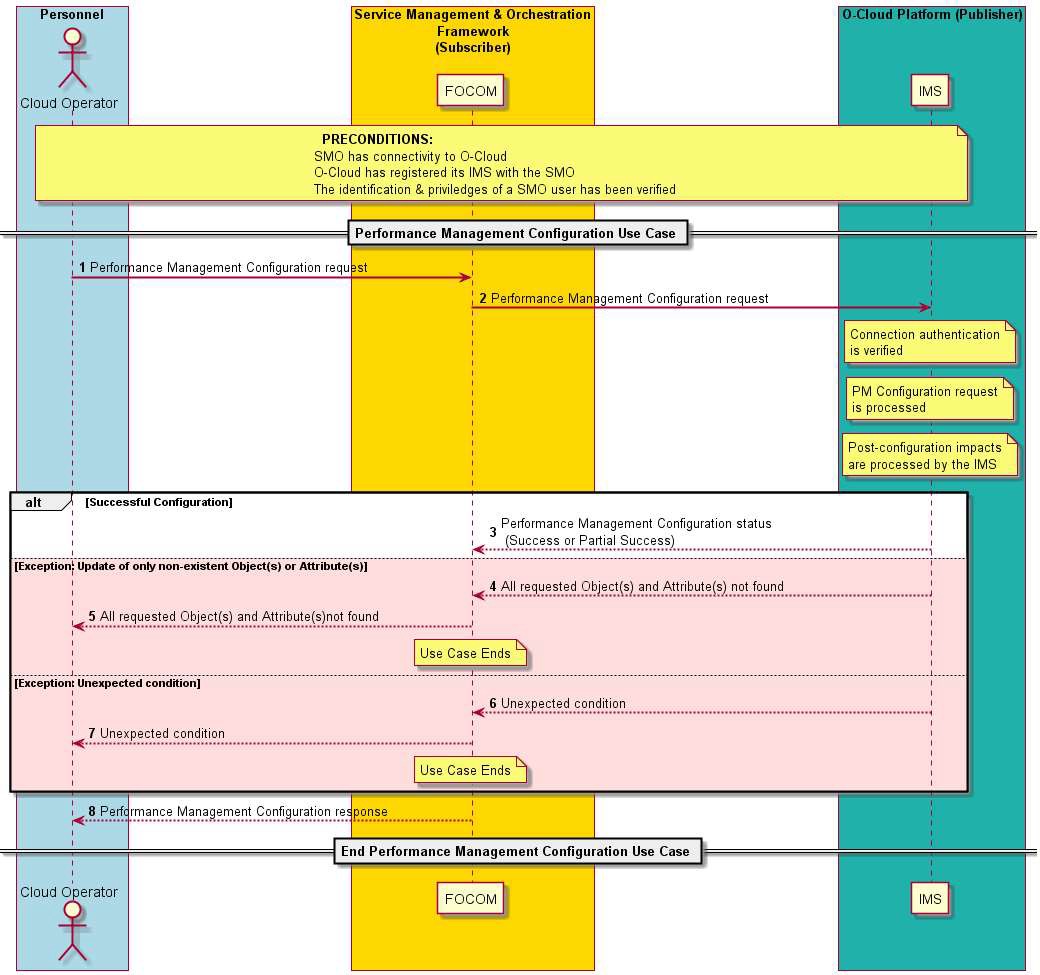 Personnel
Service Management & Orchestration
Framework
(Subscriber)
O-Cloud Platform (Publisher)
Cloud Operator
FOCOM
IMS
PRECONDITIONS:
SMO has connectivity to O-Cloud
O-Cloud has registered its IMS with the SMO
The identification & priviledges of a SMO user has been verified
Performance Management Configuration Use Case
1 Performance Management Configuration request
2 Performance Management Configuration request
Connection authentication
is verified
PM Configuration request
is processed
Post-configuration impacts
are processed by the IMS
alt [Successful Configuration]
3 Performance Management Configuration status
(Success or Partial Success)
[Exception: Update of only non-existent Object(s) or Attribute(s)]
4 All requested Object(s) and Attribute(s) not found
5 All requested Object(s) and Attribute(s)not found
Use Case Ends
[Exception: Unexpected condition]
6 Unexpected condition
7 Unexpected condition
Use Case Ends
8 Performance Management Configuration response
End Performance Management Configuration Use Case
Cloud Operator
FOCOM
IMS